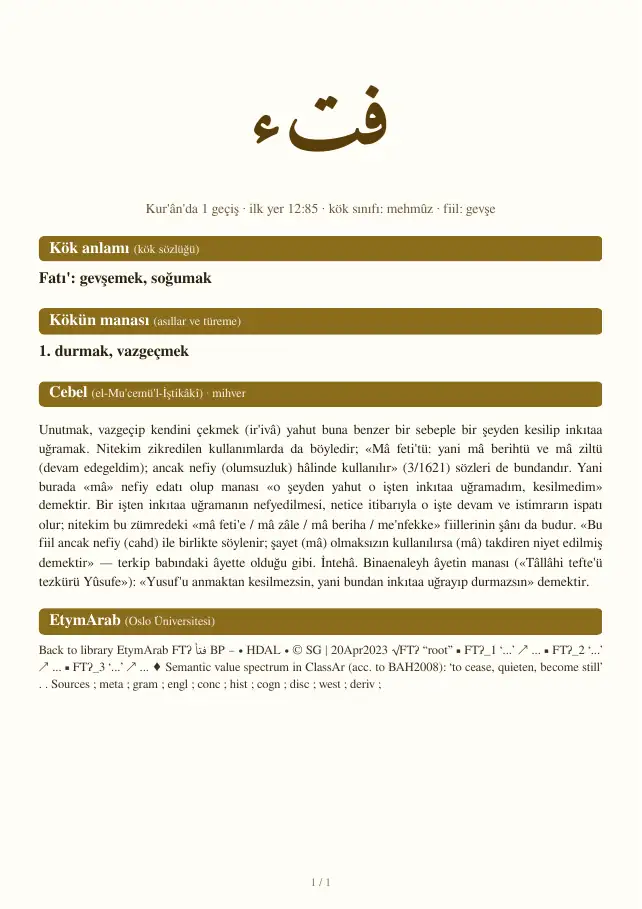 فتء
Kur'ân'da 1 geçiş · ilk yer 12:85 · kök sınıfı: mehmûz · fiil: gevşe
Kök anlamı (kök sözlüğü)
Fatı': gevşemek, soğumak
Kökün manası (asıllar ve türeme)
1. durmak, vazgeçmek
Cebel (el-Mu'cemü'l-İştikâkî) · mihver
Unutmak, vazgeçip kendini çekmek (ir'ivâ) yahut buna benzer bir sebeple bir şeyden kesilip inkıtaa
uğramak. Nitekim zikredilen kullanımlarda da böyledir; «Mâ feti'tü: yani mâ berihtü ve mâ ziltü
(devam edegeldim); ancak nefiy (olumsuzluk) hâlinde kullanılır» (3/1621) sözleri de bundandır. Yani
burada «mâ» nefiy edatı olup manası «o şeyden yahut o işten inkıtaa uğramadım, kesilmedim»
demektir. Bir işten inkıtaa uğramanın nefyedilmesi, netice itibarıyla o işte devam ve istimrarın ispatı
olur; nitekim bu zümredeki «mâ feti'e / mâ zâle / mâ beriha / me'nfekke» fiillerinin şânı da budur. «Bu
fiil ancak nefiy (cahd) ile birlikte söylenir; şayet (mâ) olmaksızın kullanılırsa (mâ) takdiren niyet edilmiş
demektir» — terkip babındaki âyette olduğu gibi. İntehâ. Binaenaleyh âyetin manası («Tâllâhi tefte'ü
tezkürü Yûsufe»): «Yusuf'u anmaktan kesilmezsin, yani bundan inkıtaa uğrayıp durmazsın» demektir.
EtymArab (Oslo Üniversitesi)
Back to library EtymArab FTʔ فتأ BP – • HDAL • © SG | 20Apr2023 √FTʔ “root” ▪ FTʔ_1 ‘...’ ↗ ... ▪ FTʔ_2 ‘...’
↗ ... ▪ FTʔ_3 ‘...’ ↗ ... ♦ Semantic value spectrum in ClassAr (acc. to BAH2008): ‘to cease, quieten, become still’
. . Sources ; meta ; gram ; engl ; conc ; hist ; cogn ; disc ; west ; deriv ;
1 / 1